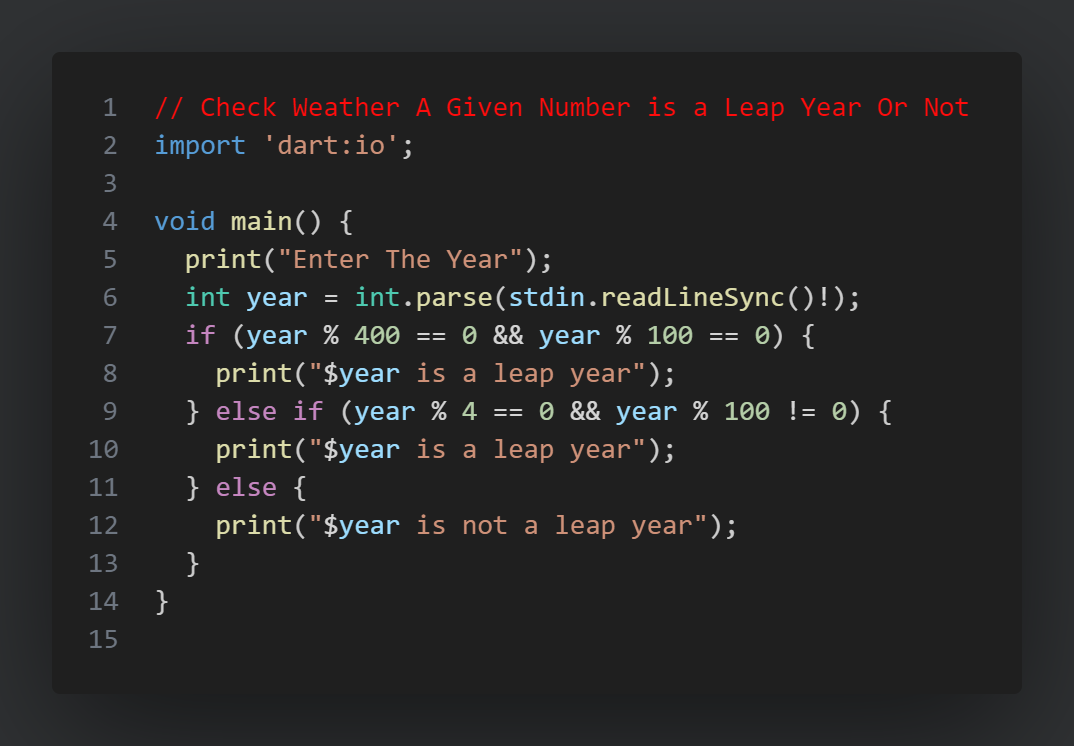 1 // Check Weather A Given Number is a Leap Year Or Not
2 import 'dart:io';
3
4 void main() {
5   print("Enter The Year");
6   int year = int.parse(stdin.readLineSync()!);
7   if (year % 400 == 0 && year % 100 == 0) {
8     print("$year is a leap year");
9   } else if (year % 4 == 0 && year % 100 != 0) {
10     print("$year is a leap year");
11   } else {
12     print("$year is not a leap year");
13   }
14 }
15